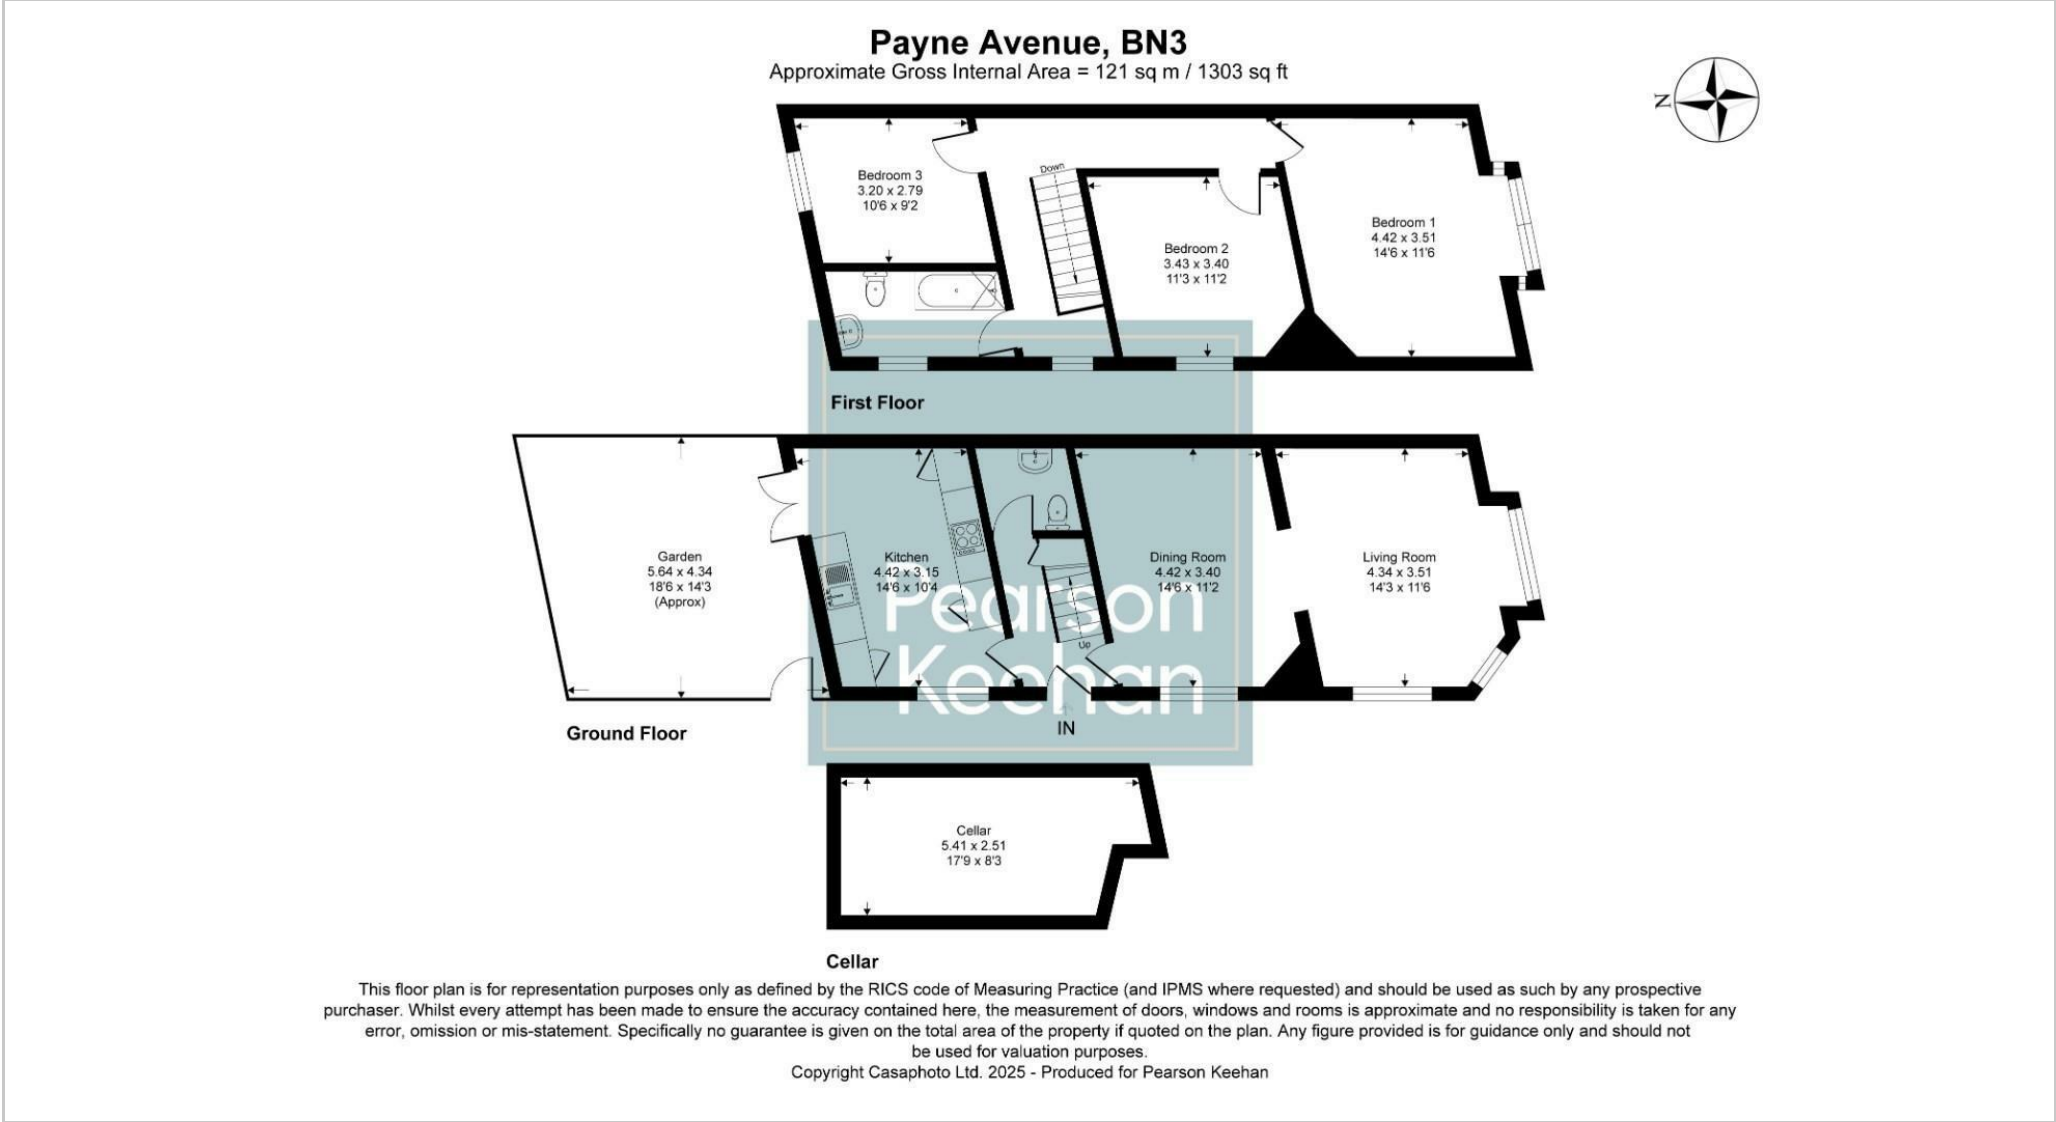 Payne Avenue, BN3
Approximate Gross Internal Area = 121 sq m / 1303 sq ft
N
Bedroom 3
3.20 x 2.79
10'6 x 9'2
Down
Bedroom 2
3.43 x 3.40
11'3 x 11'2
Bedroom 1
4.42 x 3.51
14'6 x 11'6
First Floor
Garden
5.64 x 4.34
18'6 x 14'3
(Approx)
Kitchen
4.42 x 3.15
14'6 x 10'4
Dining Room
4.42 x 3.40
14'6 x 11'2
Living Room
4.34 x 3.51
14'3 x 11'6
Pearson
Keehan
Up
IN
Ground Floor
Cellar
5.41 x 2.51
17'9 x 8'3
Cellar
This floor plan is for representation purposes only as defined by the RICS code of Measuring Practice (and IPMS where requested) and should be used as such by any prospective
purchaser. Whilst every attempt has been made to ensure the accuracy contained here, the measurement of doors, windows and rooms is approximate and no responsibility is taken for any
error, omission or mis-statement. Specifically no guarantee is given on the total area of the property if quoted on the plan. Any figure provided is for guidance only and should not
be used for valuation purposes.
Copyright Casaphoto Ltd. 2025 - Produced for Pearson Keehan